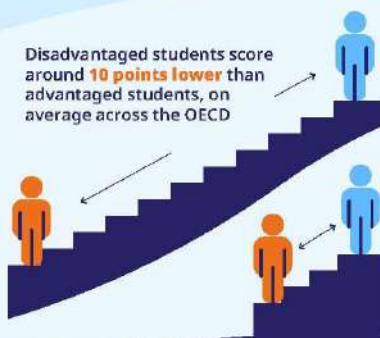 Disadvantaged students score
around 10 points lower than
advantaged students, on
average across the OECD